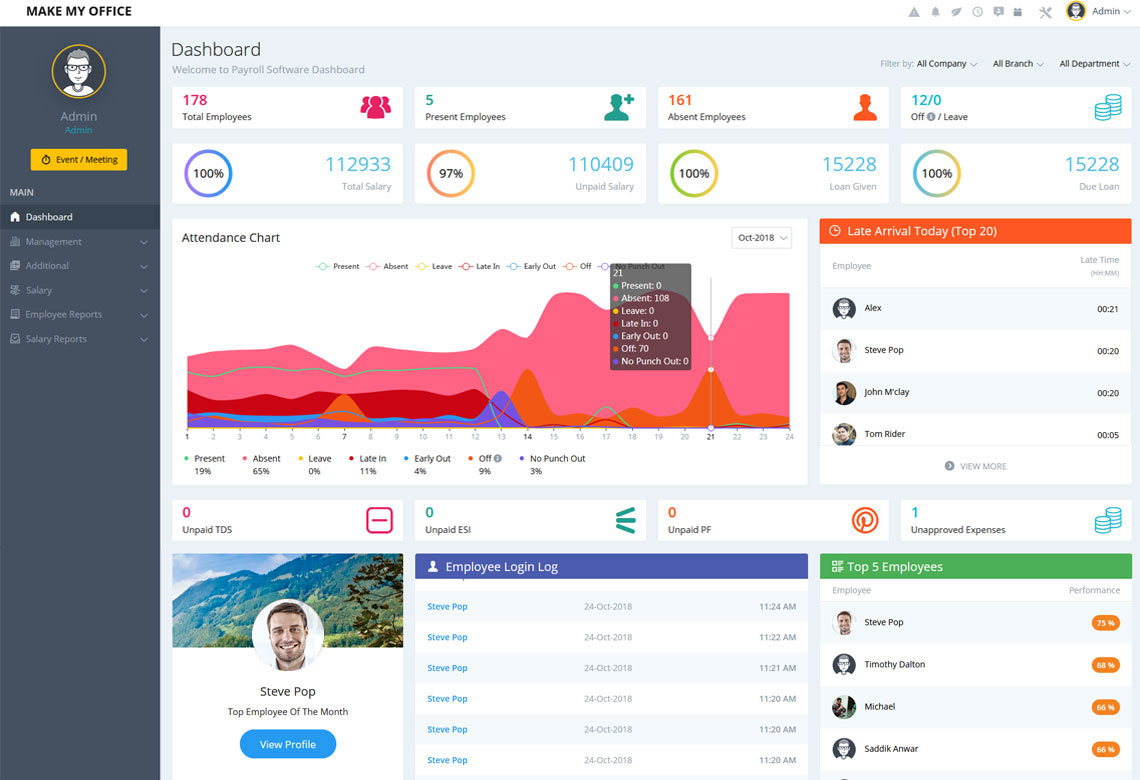 MAKE MY OFFICE
Admin
Admin
Admin
Event / Meeting
MAIN
Dashboard
Management
Additional
Salary
Employee Reports
Salary Reports
Dashboard
Welcome to Payroll Software Dashboard
Filter by: All Company All Branch All Department
178
Total Employees
5
Present Employees
161
Absent Employees
12/0
Off / Leave
100%
112933
Total Salary
97%
110409
Unpaid Salary
100%
15228
Loan Given
100%
15228
Due Loan
Attendance Chart
Oct-2018
Present Absent Leave Late In Early Out Off No Punch Out
21
Present: 0
Absent: 108
Leave: 0
Late In: 0
Early Out: 0
Off: 70
No Punch Out: 0
1 2 3 4 5 6 7 8 9 10 11 12 13 14 15 16 17 18 19 20 21 22 23 24
Present Absent Leave Late In Early Out Off No Punch Out
19% 65% 0% 11% 4% 9% 3%
Late Arrival Today (Top 20)
Employee Late Time
(HH:MM)
Alex 00:21
Steve Pop 00:20
John M'clay 00:20
Tom Rider 00:05
VIEW MORE
0
Unpaid TDS
0
Unpaid ESI
0
Unpaid PF
1
Unapproved Expenses
Steve Pop
Top Employee Of The Month
View Profile
Employee Login Log
Steve Pop 24-Oct-2018 11:24 AM
Steve Pop 24-Oct-2018 11:22 AM
Steve Pop 24-Oct-2018 11:21 AM
Steve Pop 24-Oct-2018 11:20 AM
Steve Pop 24-Oct-2018 11:20 AM
Steve Pop 24-Oct-2018 11:20 AM
Top 5 Employees
Employee Performance
Steve Pop 75 %
Timothy Dalton 68 %
Michael 66 %
Saddik Anwar 66 %